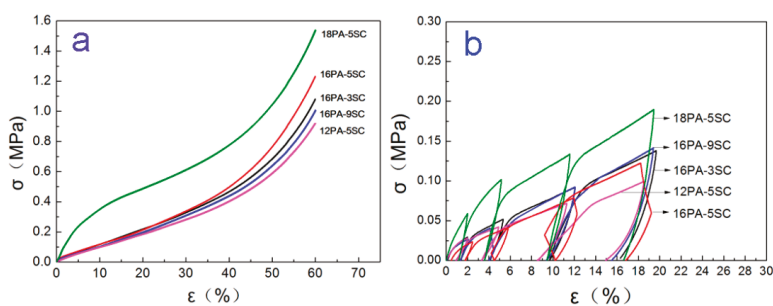 a
1.6
1.4
1.2
1.0
0.8
0.6
0.4
0.2
0.0
σ (MPa)
0 10 20 30 40 50 60 70
ε (%)
18PA-5SC
16PA-5SC
16PA-3SC
16PA-9SC
12PA-5SC
b
0.30
0.25
0.20
0.15
0.10
0.05
0.00
σ (MPa)
0 2 4 6 8 10 12 14 16 18 20 22 24 26 28 30
ε (%)
18PA-5SC
16PA-9SC
16PA-3SC
12PA-5SC
16PA-5SC